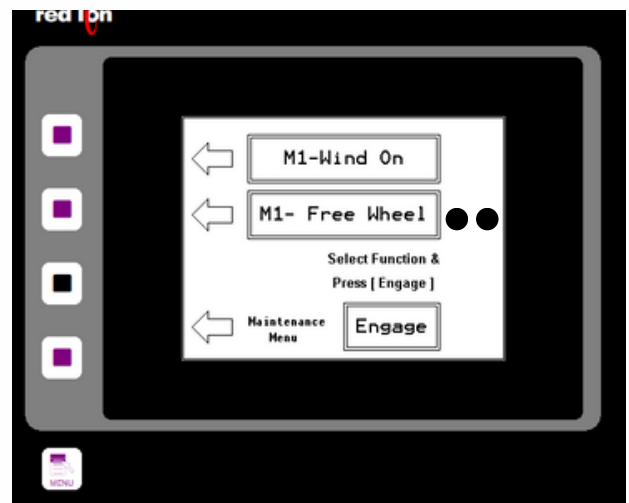 red lion
M1-Wind On
M1- Free Wheel
Select Function &
Press [ Engage ]
Maintenance
Menu
Engage
MENU